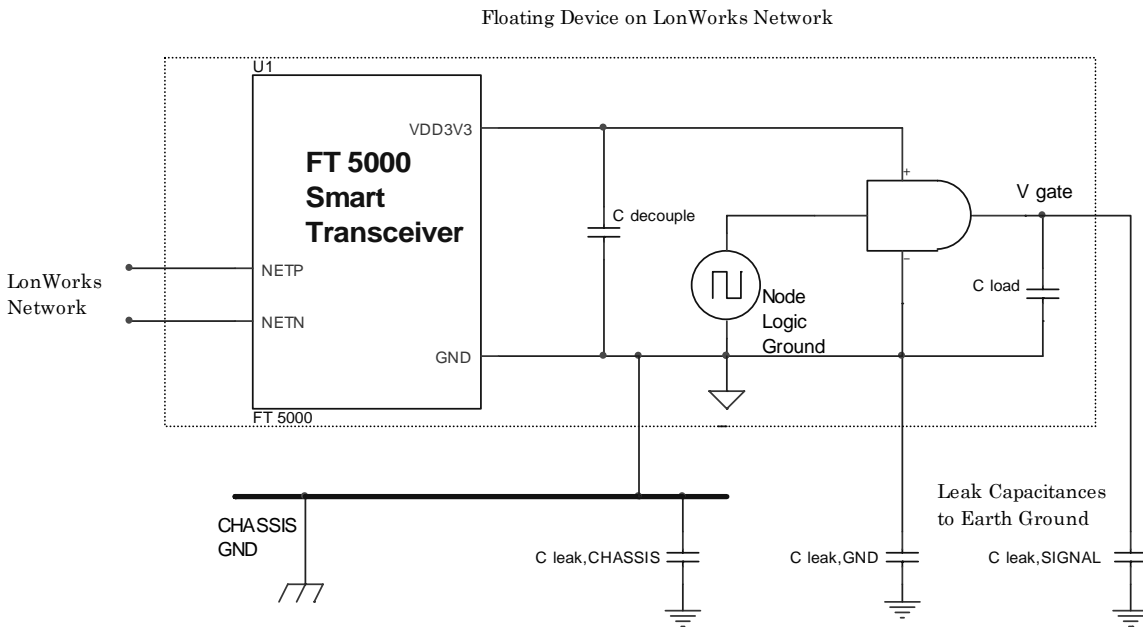 Floating Device on LonWorks Network
U1
VDD3V3
FT 5000
Smart
Transceiver
C decouple
+
V gate
LonWorks
Network
NETP
NETN
Node
Logic
Ground
–
C load
GND
FT 5000
CHASSIS
GND
Leak Capacitances
to Earth Ground
C leak,CHASSIS
C leak,GND
C leak,SIGNAL